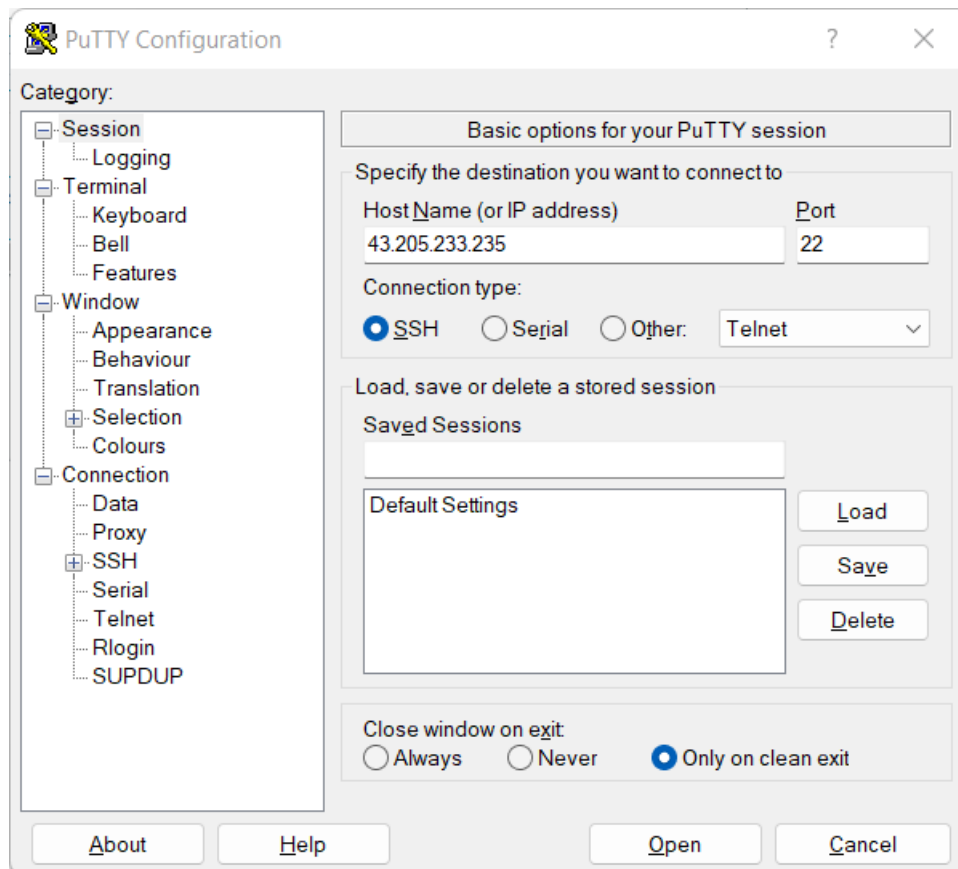 PuTTY Configuration
?
Category:
Session
Logging
Terminal
Keyboard
Bell
Features
Window
Appearance
Behaviour
Translation
Selection
Colours
Connection
Data
Proxy
SSH
Serial
Telnet
Rlogin
SUPDUP
Basic options for your PuTTY session
Specify the destination you want to connect to
Host Name (or IP address) Port
43.205.233.235 22
Connection type:
SSH Serial Other: Telnet
Load, save or delete a stored session
Saved Sessions
Default Settings
Load
Save
Delete
Close window on exit:
Always Never Only on clean exit
About Help Open Cancel